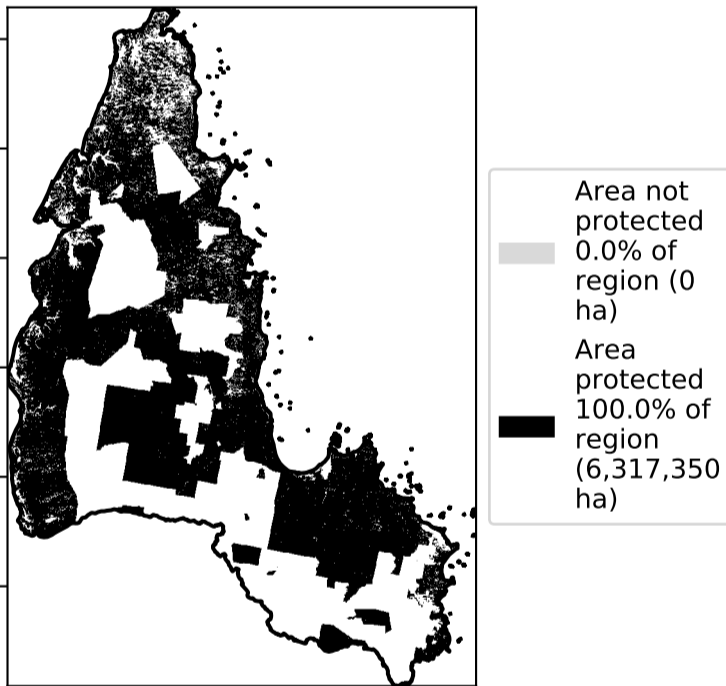 Area not
protected
0.0% of
region (0
ha)
Area
protected
100.0% of
region
(6,317,350
ha)